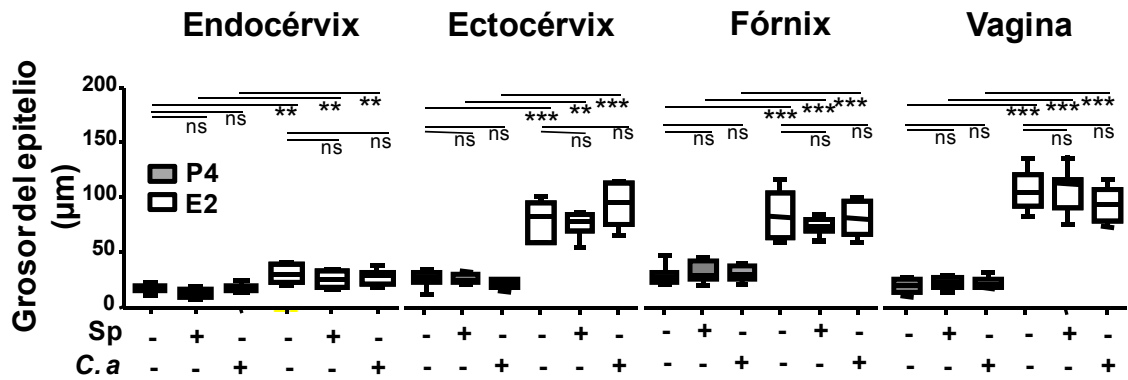 Endocérvix Ectocérvix Fórnix Vagina
Grosor del epitelio
(µm)
200
150
100
50
0
P4
E2
** ** **
ns ns **
ns ns
*** ** ***
ns ns
ns ns
*** *** ***
ns ns
ns ns
*** *** ***
ns ns
ns ns
Sp - + - - + - - + - - + - - + - - + - - + - - + -
C. a - - + - - + - - + - - + - - + - - + - - + - - +